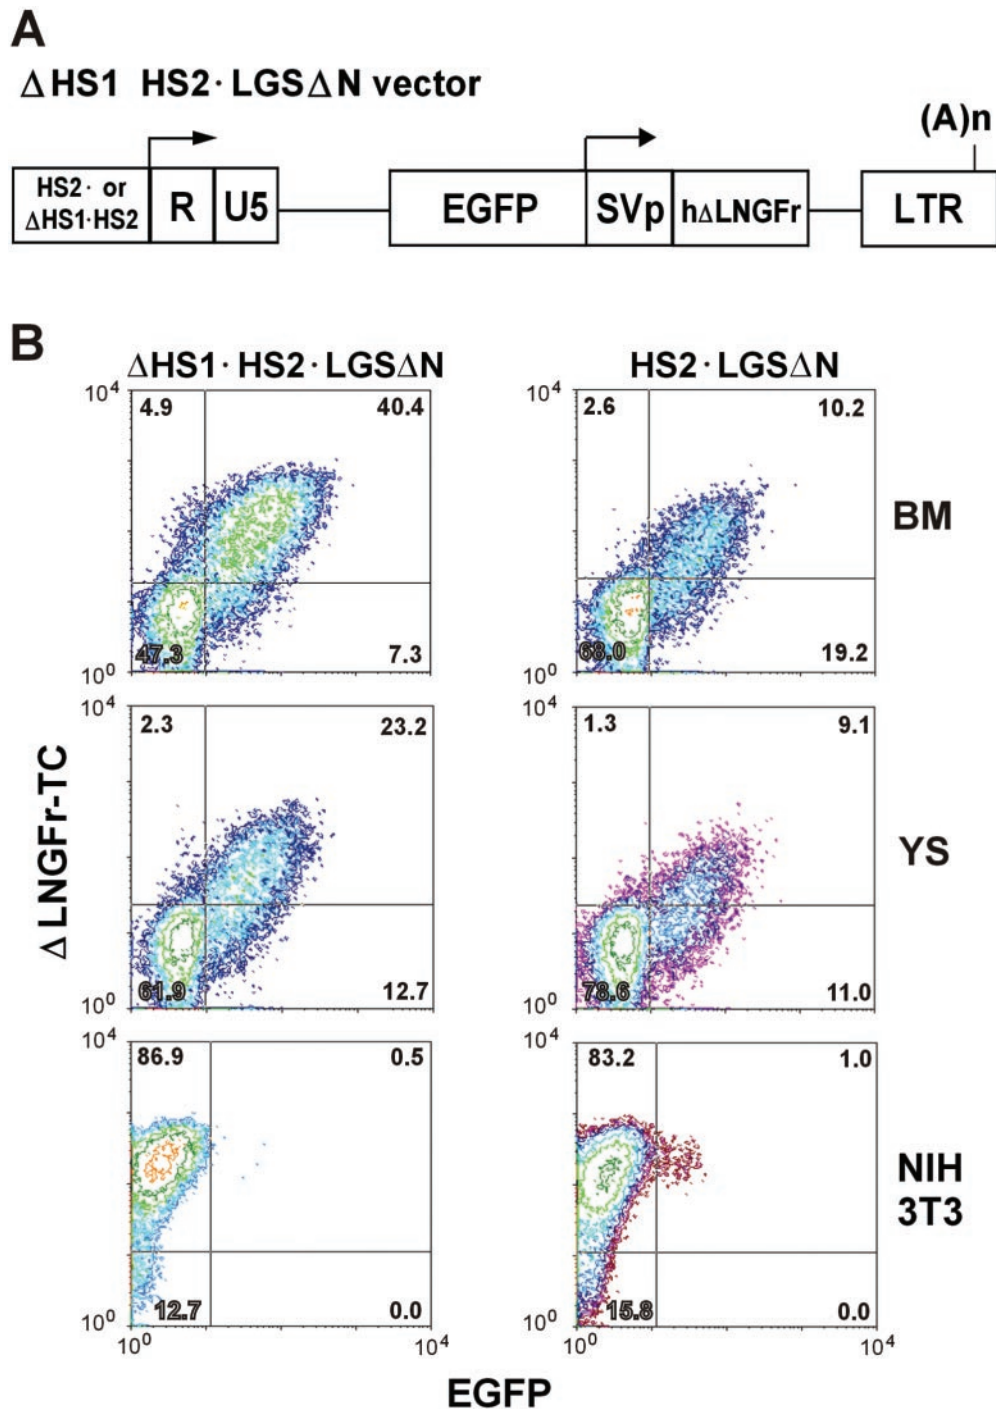 A
Δ HS1 HS2· LGSΔN vector
(A)n
HS2· or
ΔHS1·HS2
R
U5
EGFP
SVp
hΔLNGFr
LTR
B
ΔHS1· HS2· LGSΔN
HS2· LGSΔN
10⁴
4.9
40.4
47.3
7.3
10⁰
10⁴
2.6
10.2
68.0
19.2
10⁰
BM
10⁴
2.3
23.2
61.9
12.7
10⁰
10⁴
1.3
9.1
78.6
11.0
10⁰
YS
Δ LNGFr-TC
10⁴
86.9
0.5
12.7
0.0
10⁰
10⁰
10⁴
10⁴
83.2
1.0
15.8
0.0
10⁰
10⁰
10⁴
NIH
3T3
EGFP